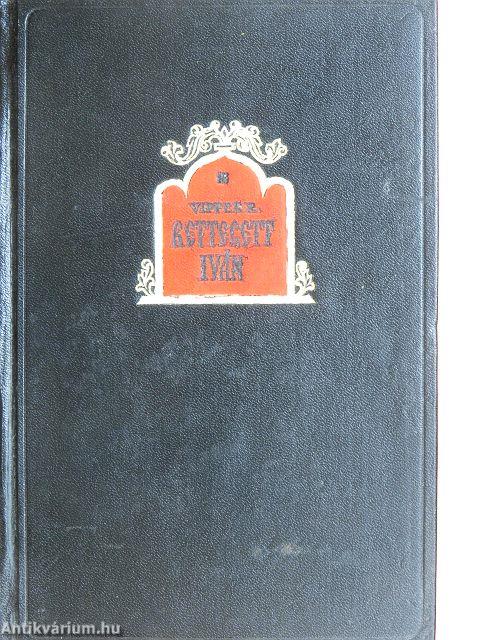 VIPPER R.
RETTEGETT
IVÁN
Antikvárium.hu